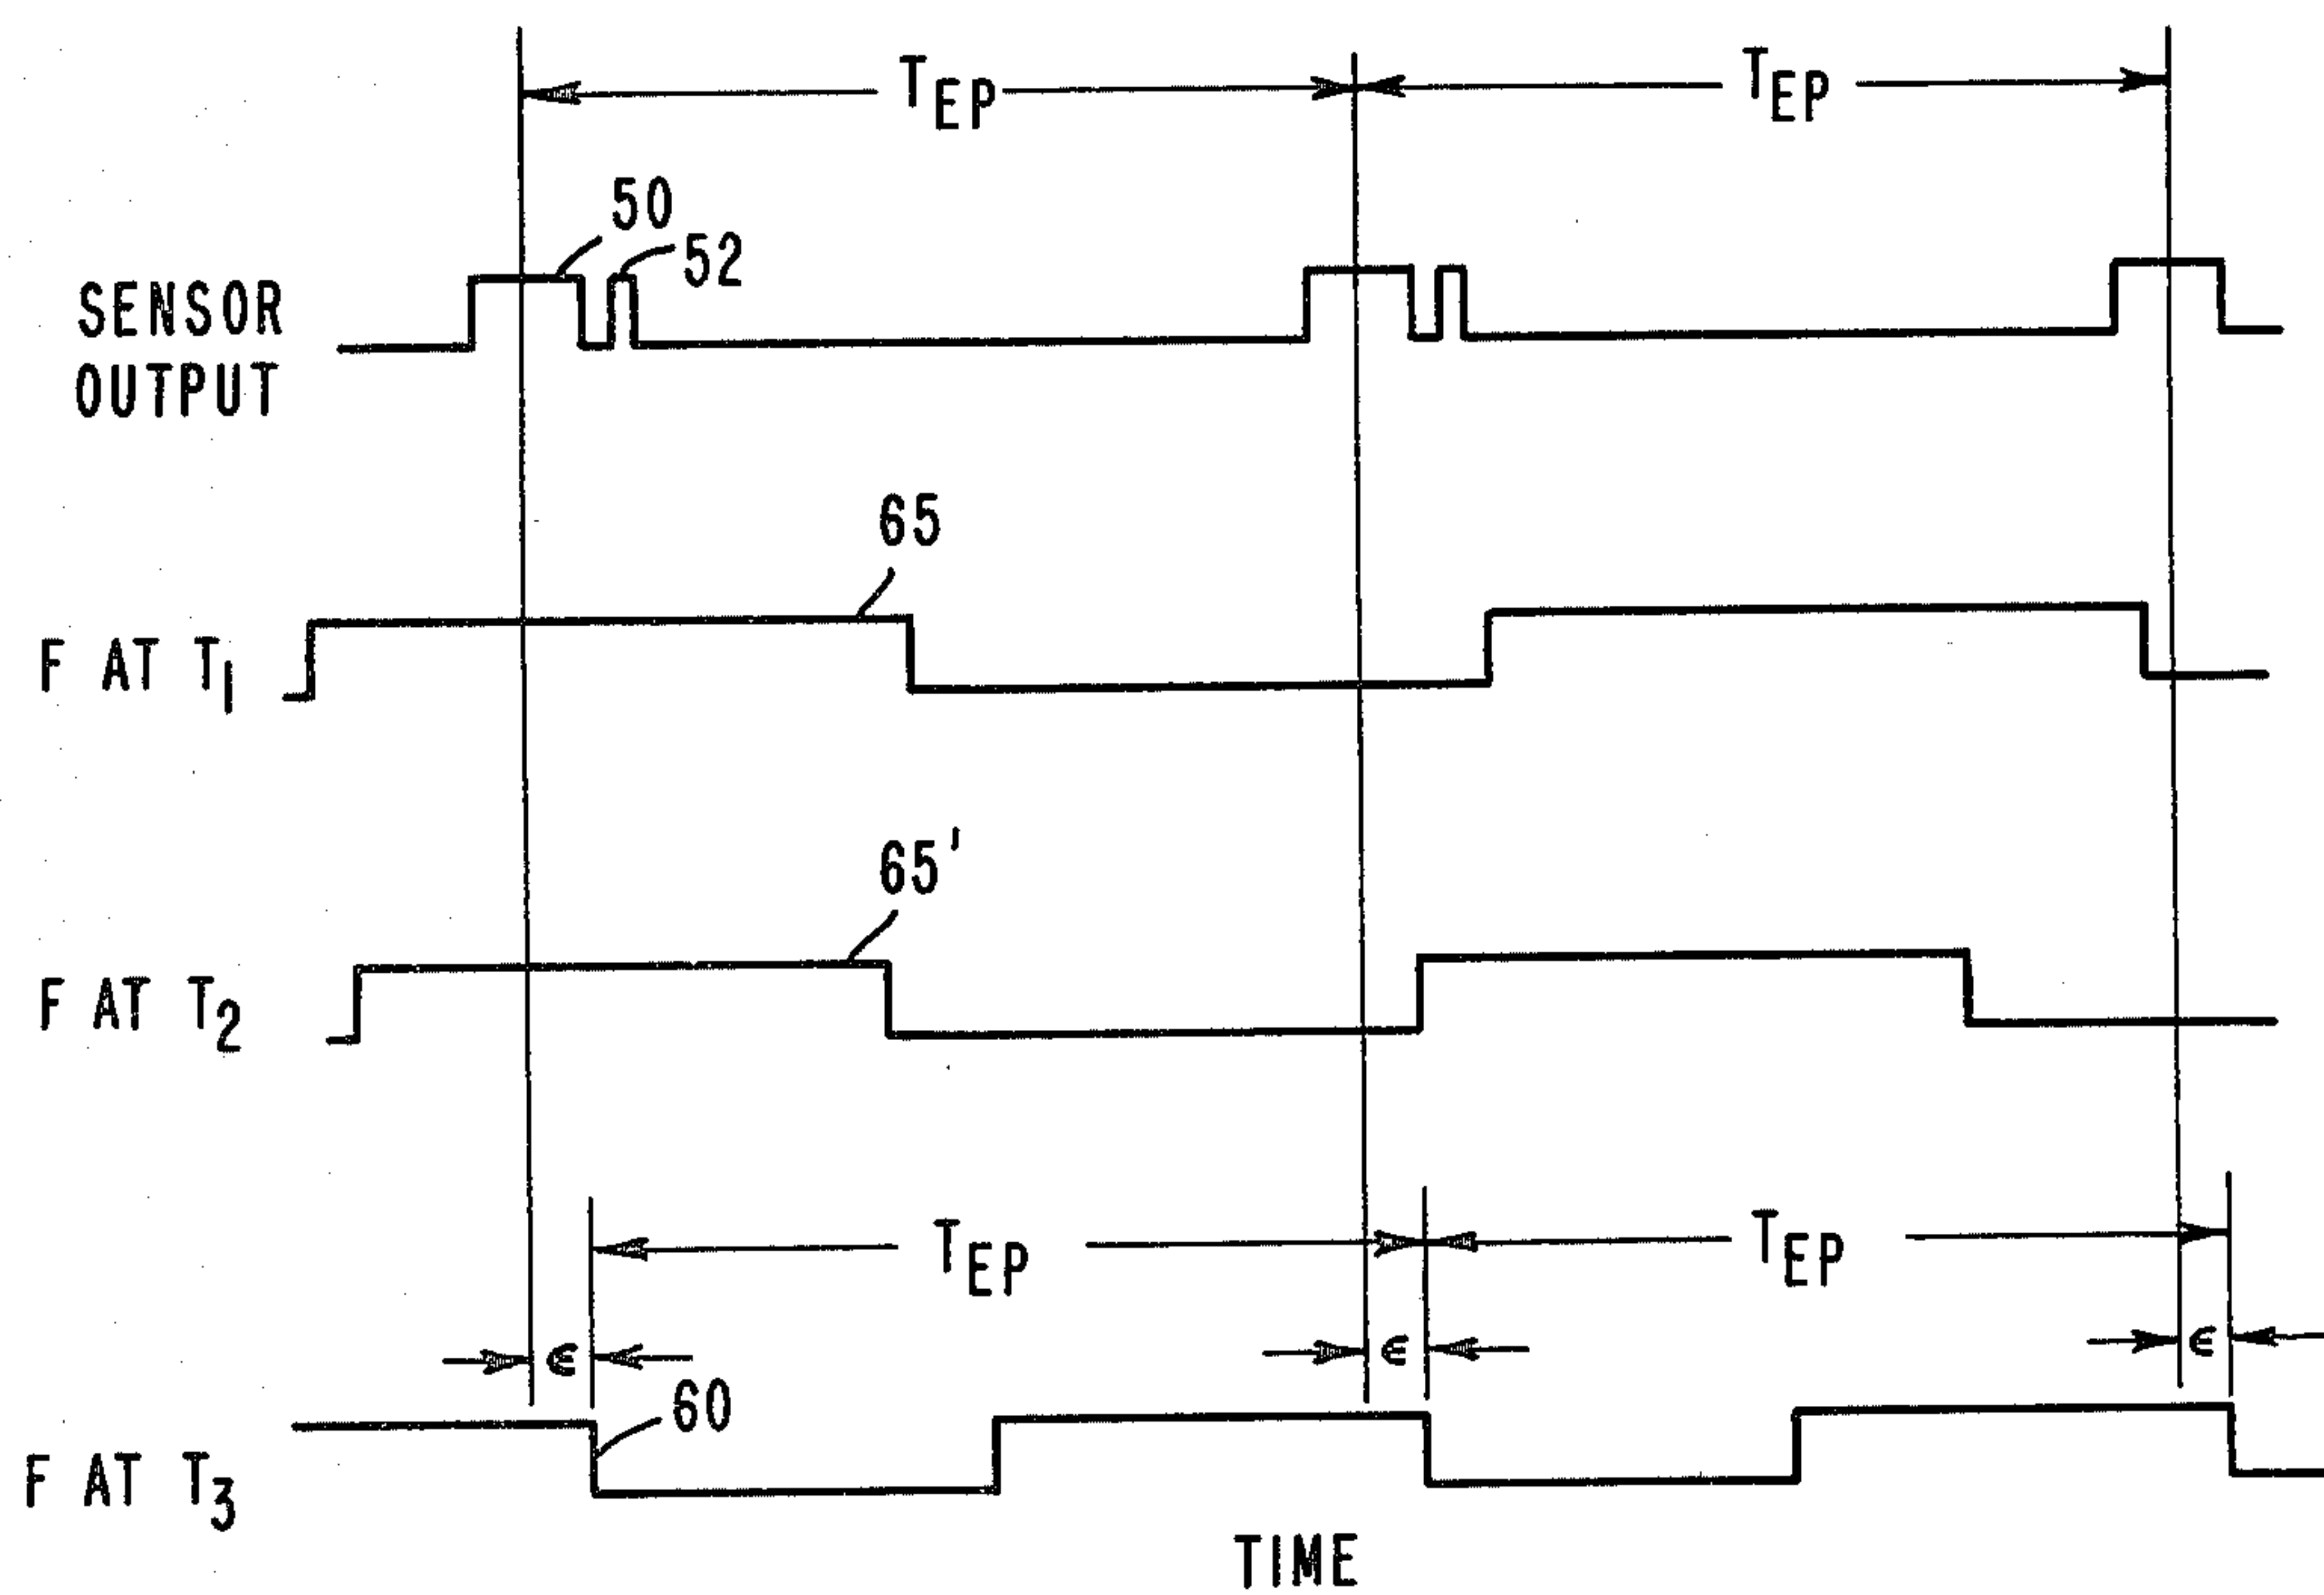 T_EP T_EP
50
52
SENSOR
OUTPUT
65
F AT T_1
65'
F AT T_2
T_EP T_EP
ϵ ϵ ϵ
60
F AT T_3
TIME